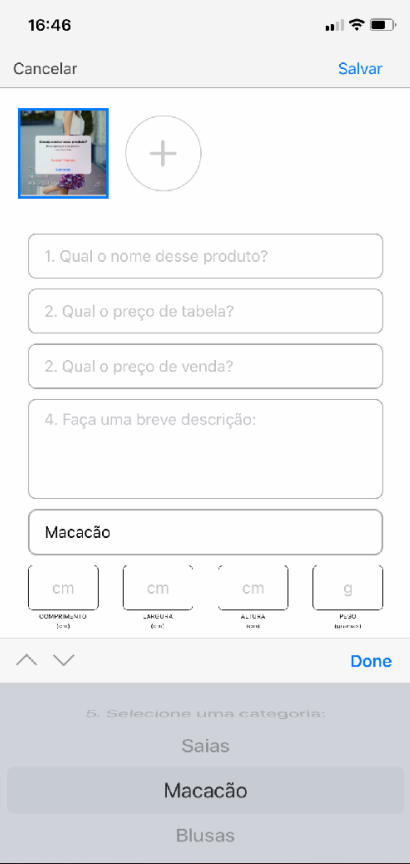 16:46
Cancelar
Salvar
1. Qual o nome desse produto?
2. Qual o preço de tabela?
2. Qual o preço de venda?
4. Faça uma breve descrição:
Macacão
cm cm cm g
COMPRIMENTO LARGURA ALTURA PESO
(cm) (cm) (cm) (gramas)
Done
5. Selecione uma categoria:
Saias
Macacão
Blusas